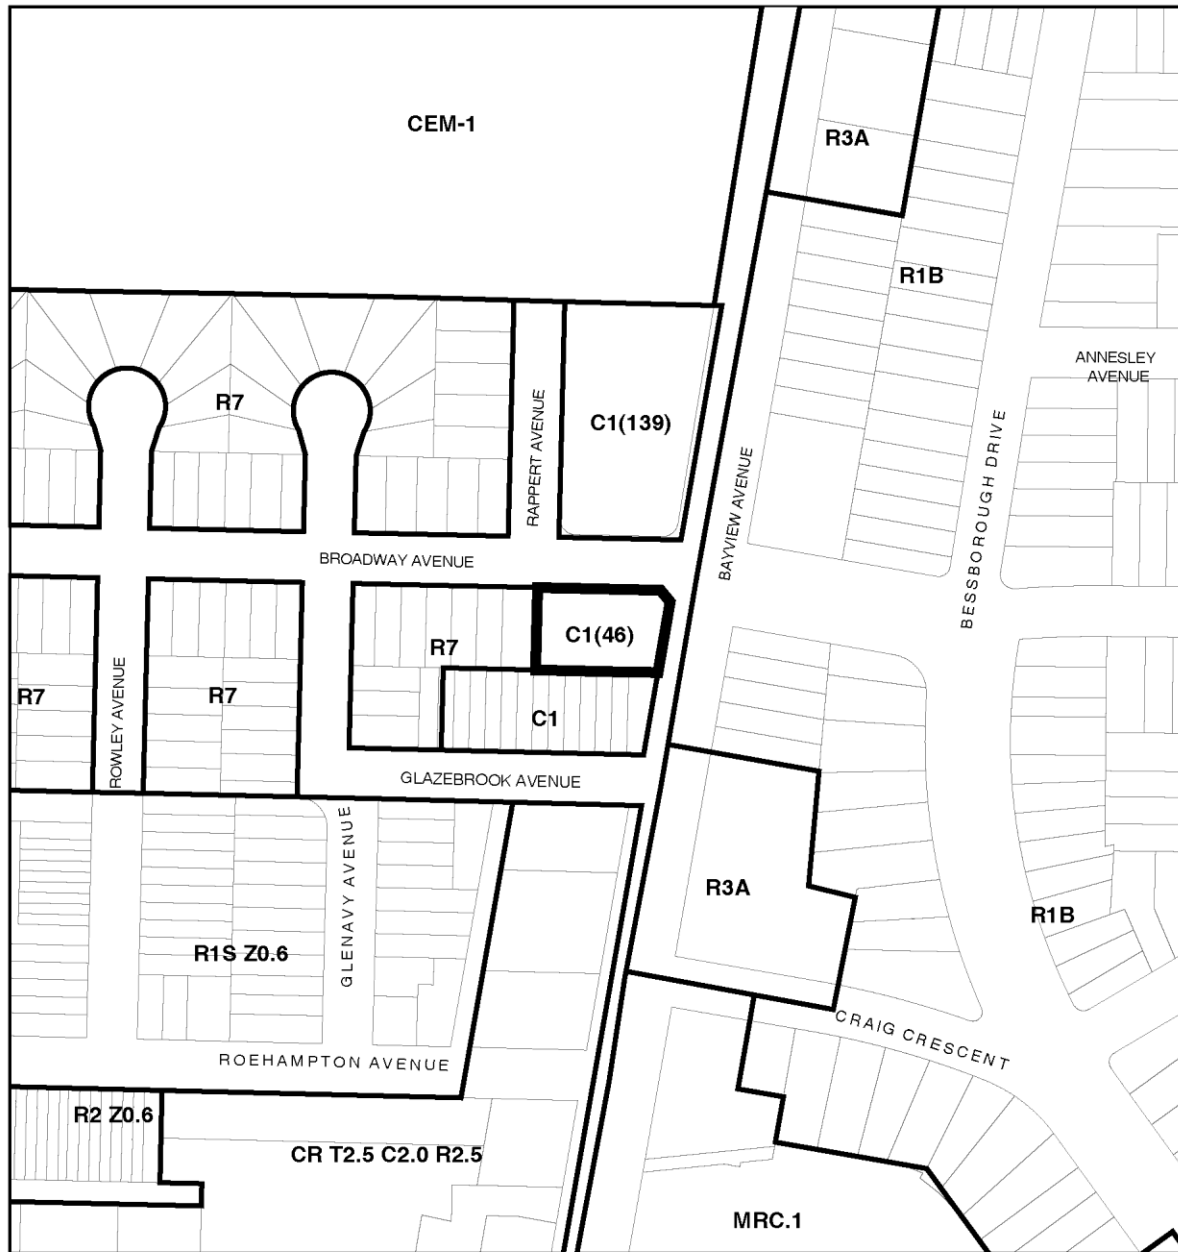 CEM-1
R3A
R1B
ANNESLEY
AVENUE
R7
C1(139)
RAPPERT AVENUE
BAYVIEW AVENUE
BESSBOROUGH DRIVE
BROADWAY AVENUE
C1(46)
R7
R7
R7
ROWLEY AVENUE
C1
GLAZEBROOK AVENUE
GLENAVY AVENUE
R3A
R1B
R1S Z0.6
CRAIG CRESCENT
ROEHAMPTON AVENUE
R2 Z0.6
CR T2.5 C2.0 R2.5
MRC.1